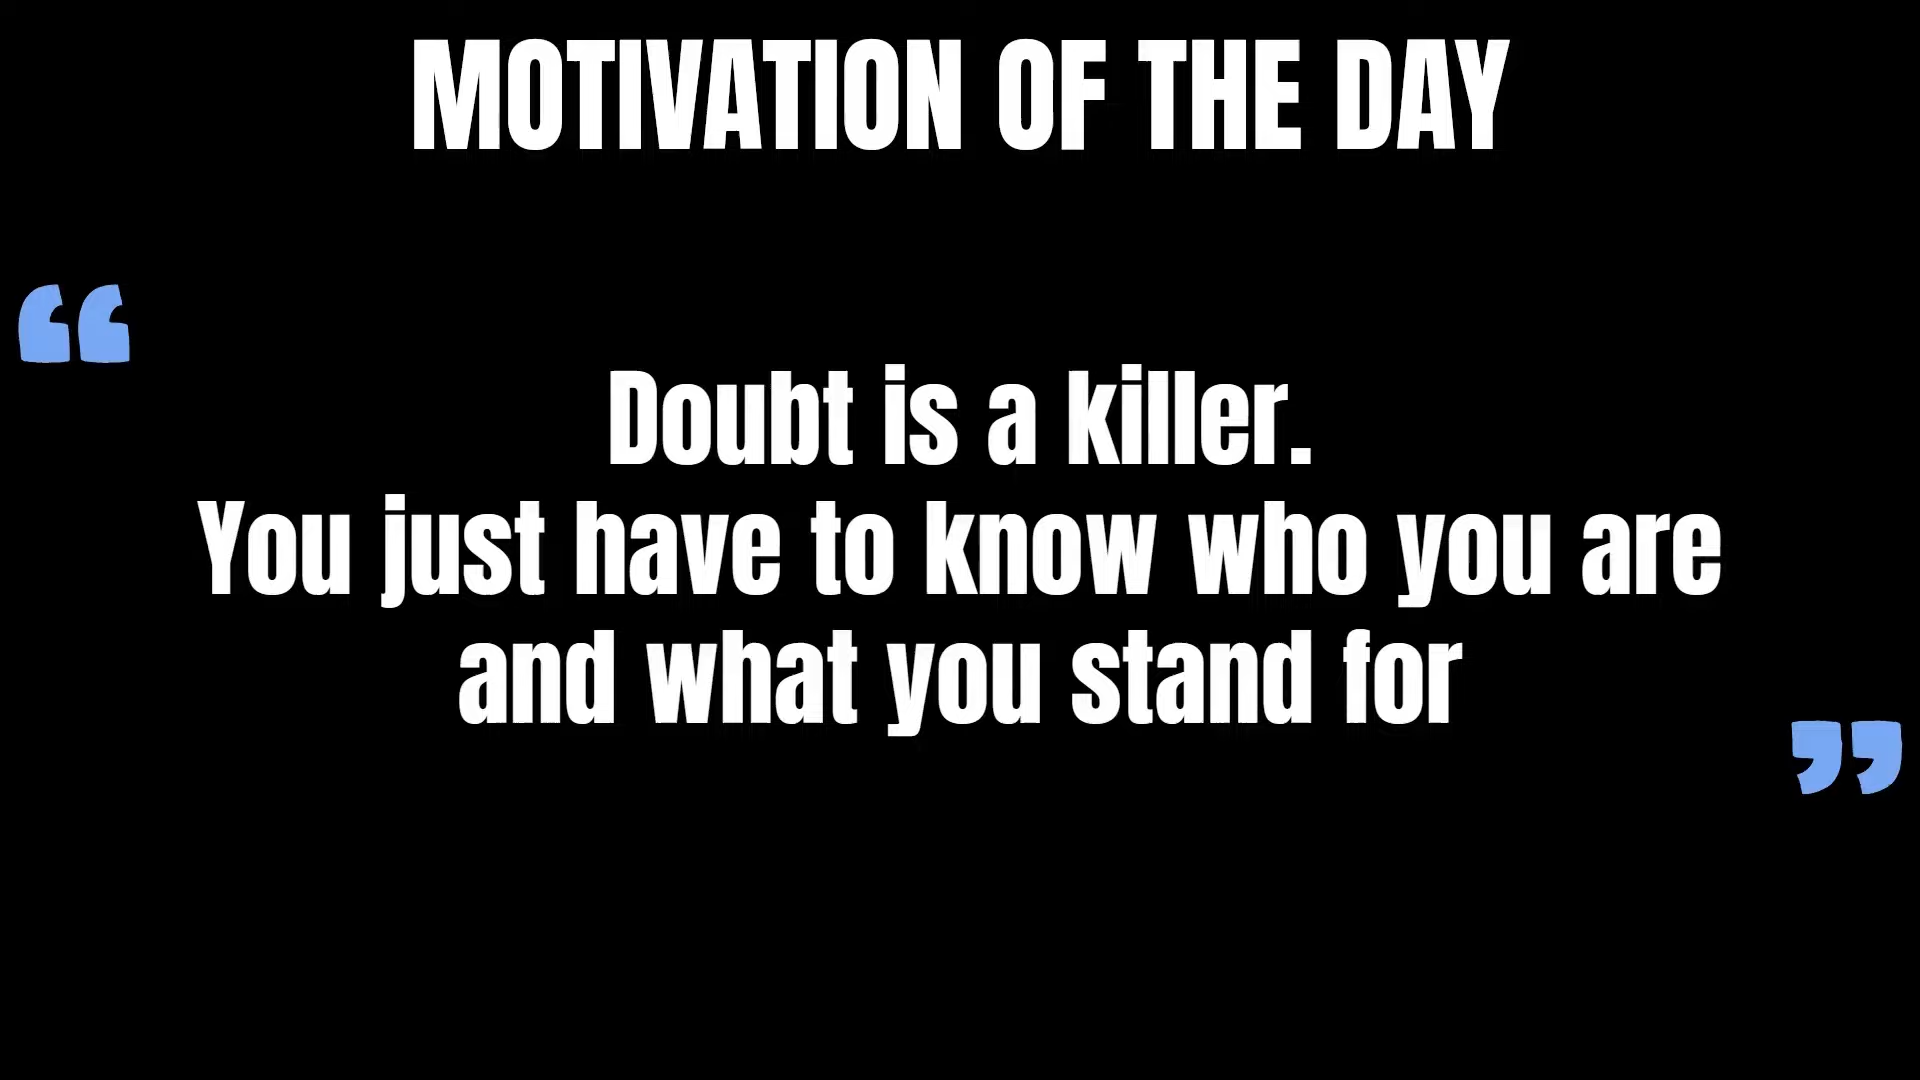 MOTIVATION OF THE DAY
“
Doubt is a killer.
You just have to know who you are
and what you stand for
”